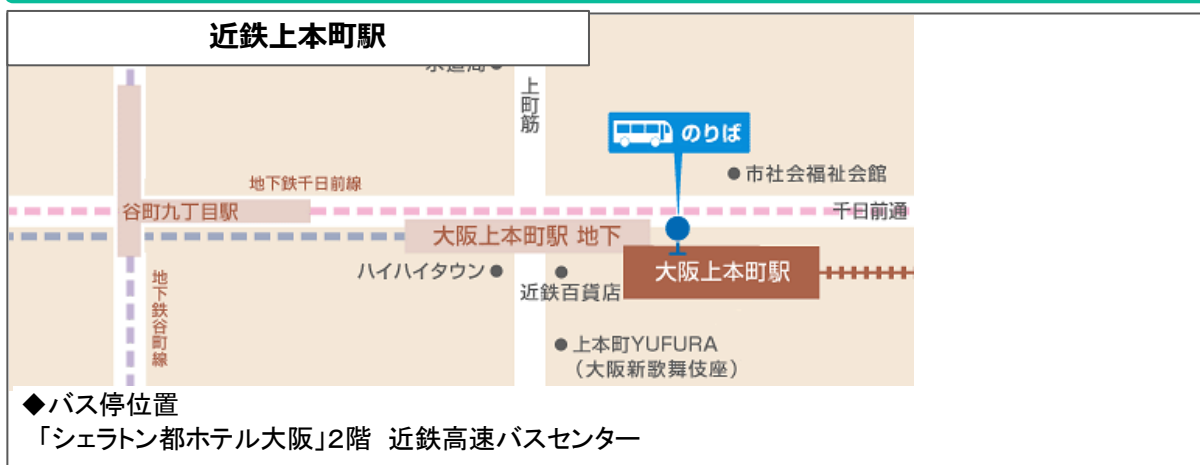 近鉄上本町駅
上町筋
のりば
市社会福祉会館
地下鉄千日前線
谷町九丁目駅
千日前通
大阪上本町駅 地下
大阪上本町駅
ハイハイタウン
近鉄百貨店
地下鉄谷町線
上本町YUFURA
（大阪新歌舞伎座）
◆バス停位置
「シェラトン都ホテル大阪」2階 近鉄高速バスセンター